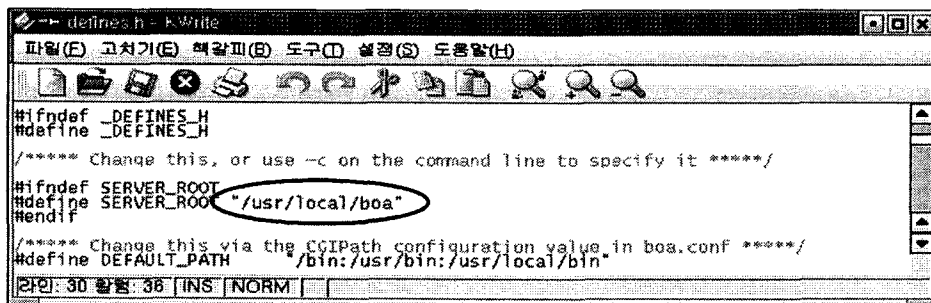 defines.h - KWrite
파일(F) 고치기(E) 책갈피(B) 도구(T) 설정(S) 도움말(H)
#ifndef _DEFINES_H
#define _DEFINES_H
/***** Change this, or use -c on the command line to specify it *****/
#ifndef SERVER_ROOT
#define SERVER_ROOT "/usr/local/boa"
#endif
/***** Change this via the CGIPath configuration value in boa.conf *****/
#define DEFAULT_PATH "/bin:/usr/bin:/usr/local/bin"
라인: 30 INS NORM